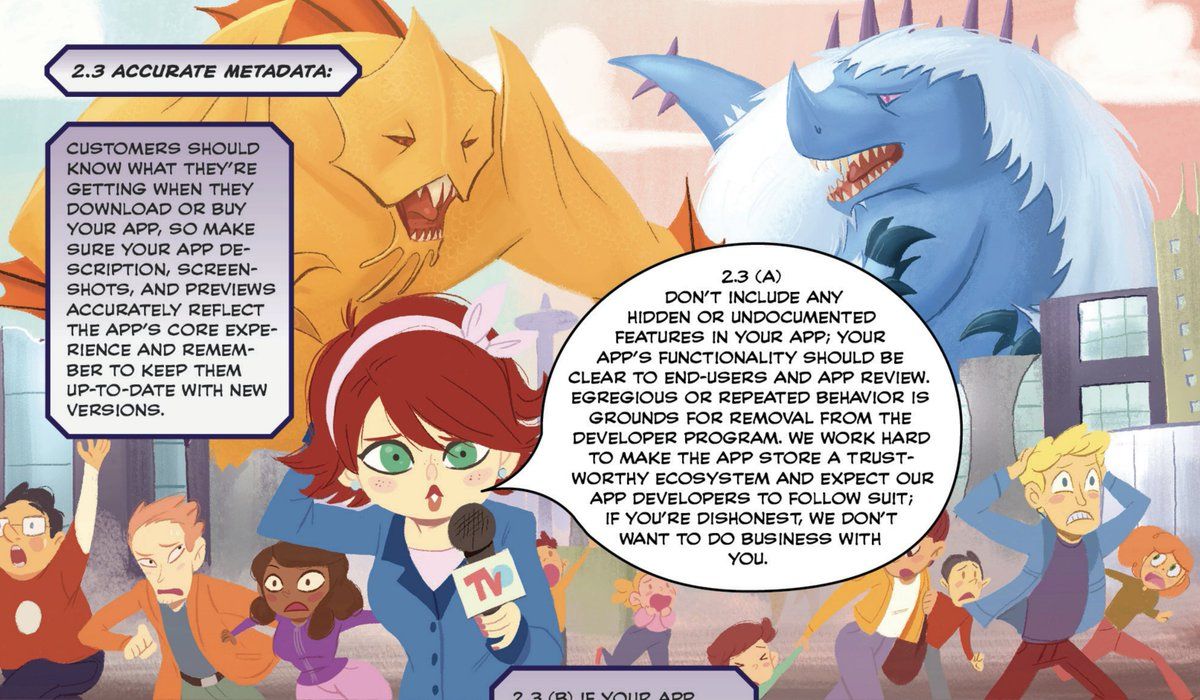 2.3 ACCURATE METADATA:
CUSTOMERS SHOULD
KNOW WHAT THEY'RE
GETTING WHEN THEY
DOWNLOAD OR BUY
YOUR APP, SO MAKE
SURE YOUR APP DE-
SCRIPTION, SCREEN-
SHOTS, AND PREVIEWS
ACCURATELY REFLECT
THE APP'S CORE EXPE-
RIENCE AND REMEM-
BER TO KEEP THEM
UP-TO-DATE WITH NEW
VERSIONS.
2.3 (A)
DON'T INCLUDE ANY
HIDDEN OR UNDOCUMENTED
FEATURES IN YOUR APP; YOUR
APP'S FUNCTIONALITY SHOULD BE
CLEAR TO END-USERS AND APP REVIEW.
EGREGIOUS OR REPEATED BEHAVIOR IS
GROUNDS FOR REMOVAL FROM THE
DEVELOPER PROGRAM. WE WORK HARD
TO MAKE THE APP STORE A TRUST-
WORTHY ECOSYSTEM AND EXPECT OUR
APP DEVELOPERS TO FOLLOW SUIT;
IF YOU'RE DISHONEST, WE DON'T
WANT TO DO BUSINESS WITH
YOU.
TV
2.3 (B) IF YOUR APP